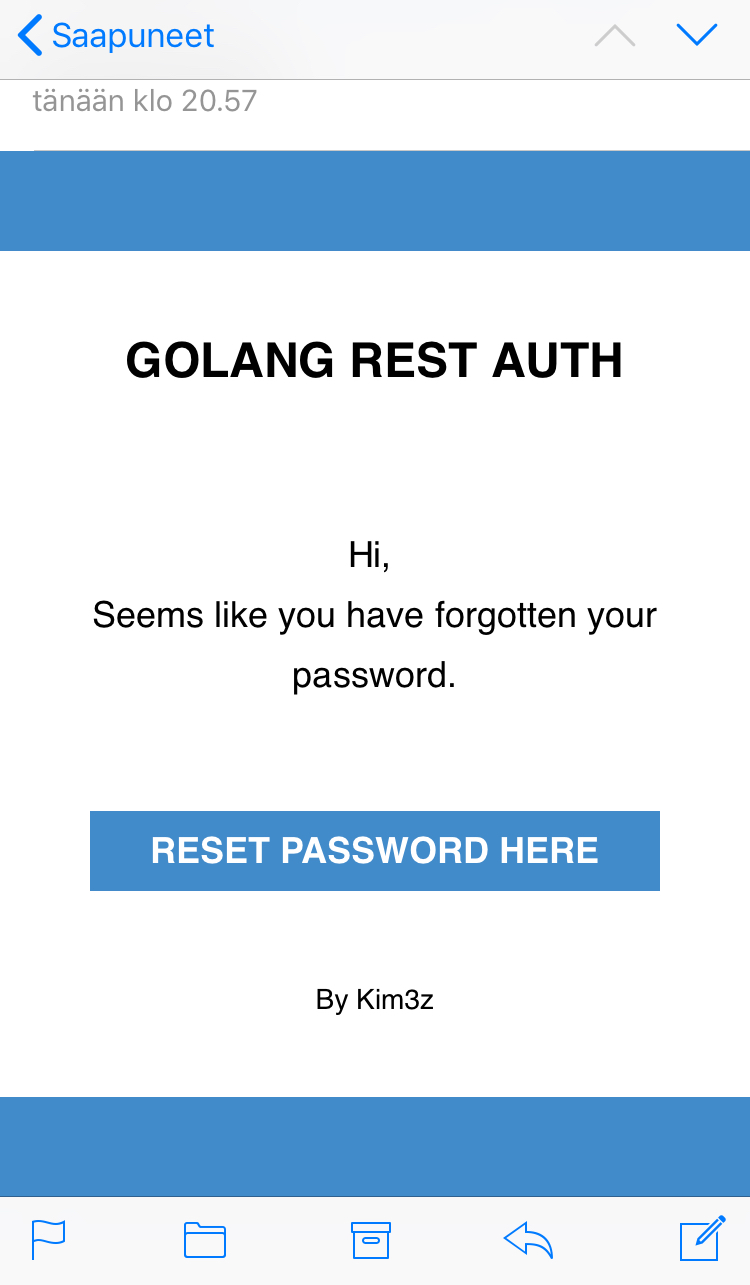 Saapuneet
tänään klo 20.57
GOLANG REST AUTH
Hi,
Seems like you have forgotten your
password.
RESET PASSWORD HERE
By Kim3z